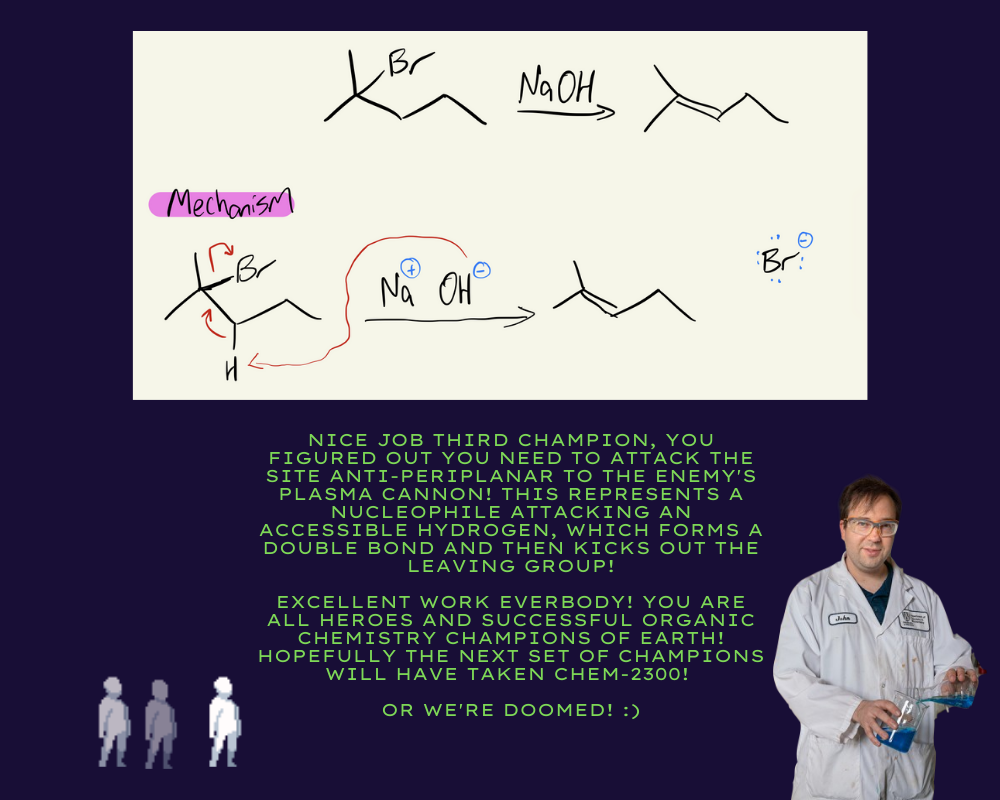 Br
NaOH
Mechanism
Br
Na + OH −
H
Br −
NICE JOB THIRD CHAMPION, YOU
FIGURED OUT YOU NEED TO ATTACK THE
SITE ANTI-PERIPLANAR TO THE ENEMY'S
PLASMA CANNON! THIS REPRESENTS A
NUCLEOPHILE ATTACKING AN
ACCESSIBLE HYDROGEN, WHICH FORMS A
DOUBLE BOND AND THEN KICKS OUT THE
LEAVING GROUP!
EXCELLENT WORK EVERBODY! YOU ARE
ALL HEROES AND SUCCESSFUL ORGANIC
CHEMISTRY CHAMPIONS OF EARTH!
HOPEFULLY THE NEXT SET OF CHAMPIONS
WILL HAVE TAKEN CHEM-2300!
OR WE'RE DOOMED! :)
John